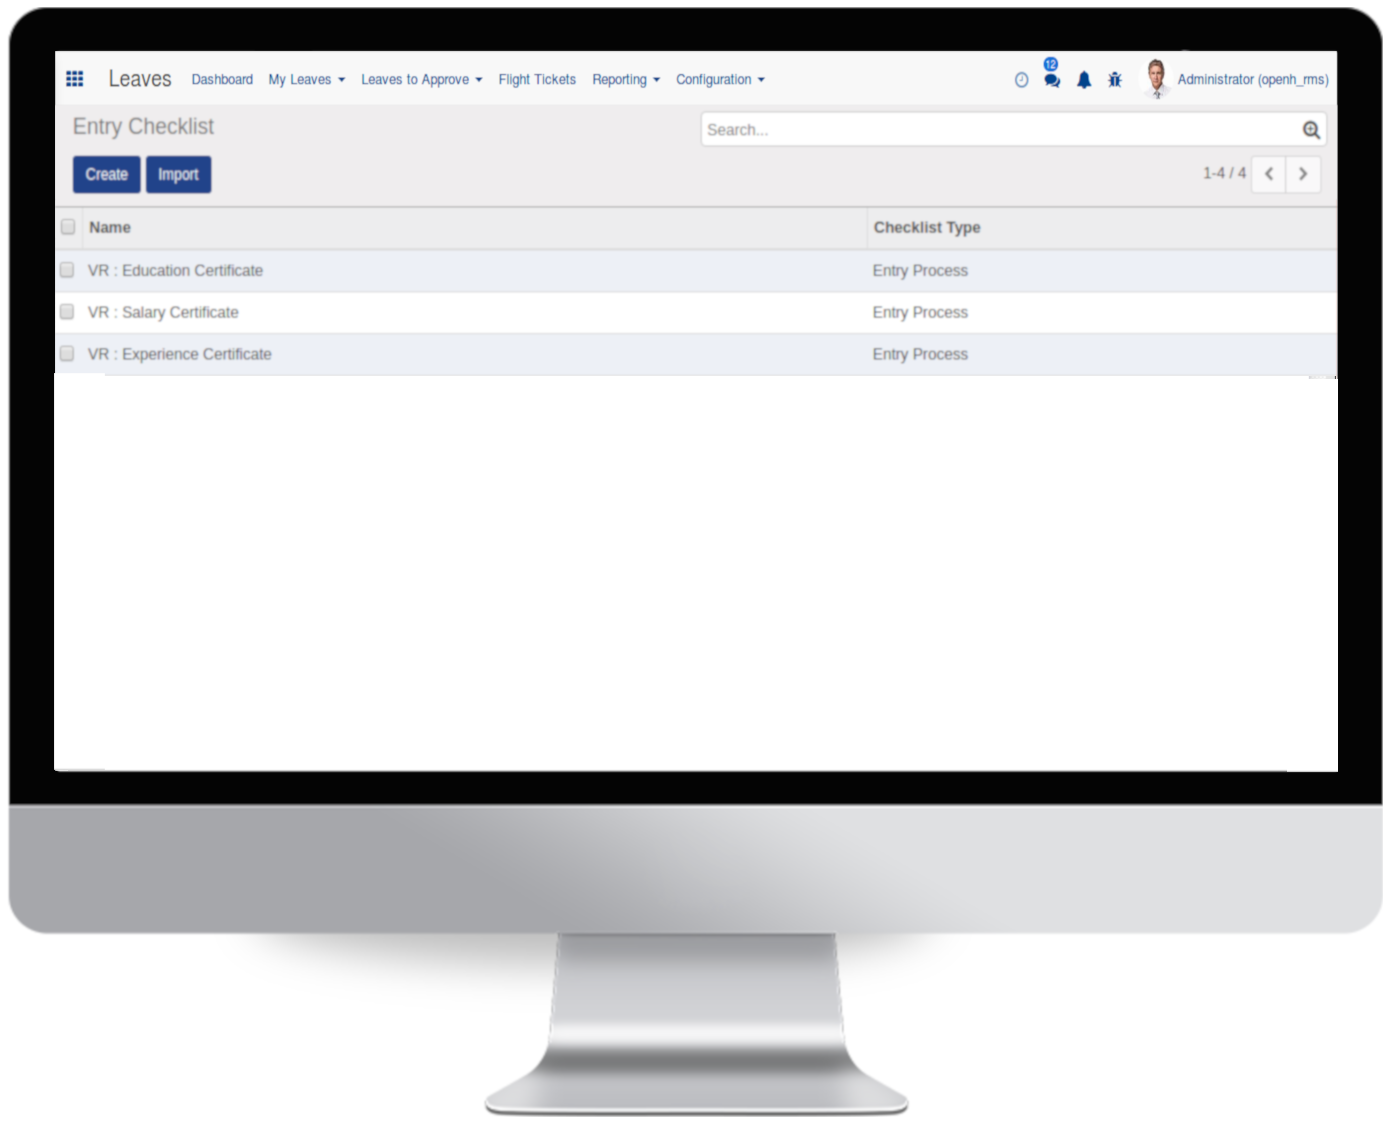 Leaves Dashboard My Leaves Leaves to Approve Flight Tickets Reporting Configuration 12 Administrator (openh_rms)
Entry Checklist Search...
Create Import 1-4 / 4
Name Checklist Type
VR : Education Certificate Entry Process
VR : Salary Certificate Entry Process
VR : Experience Certificate Entry Process